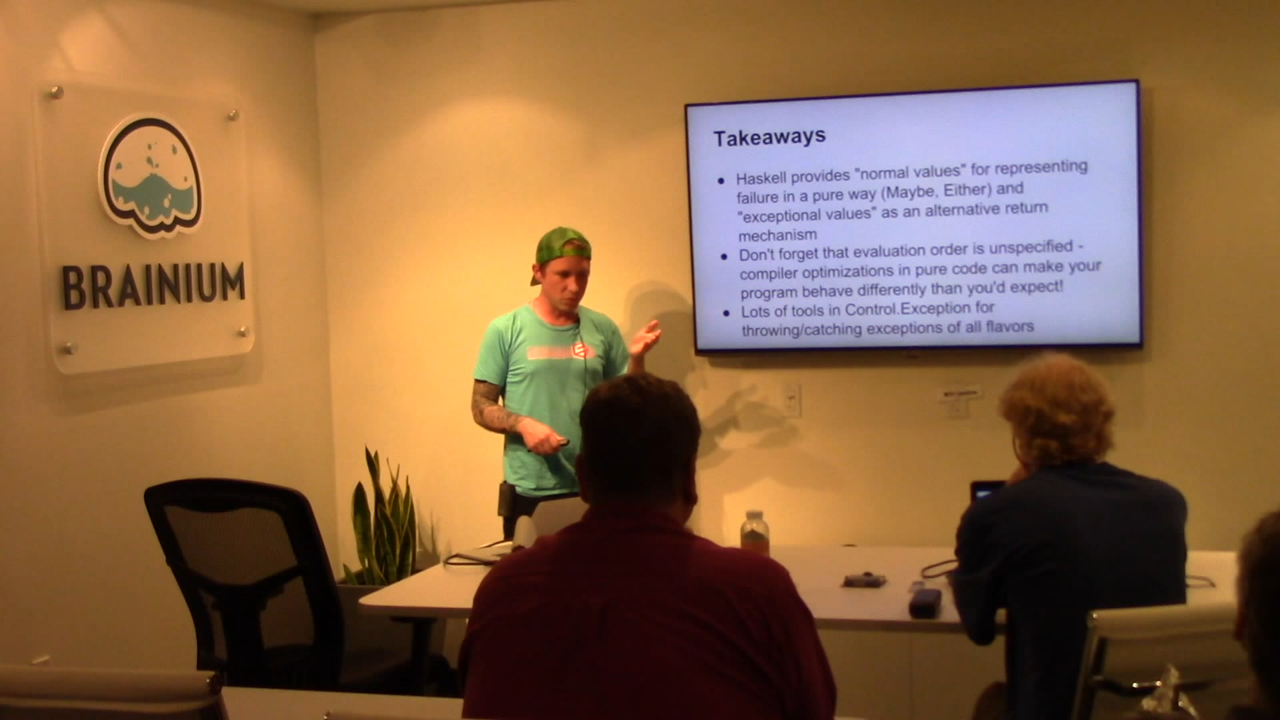 BRAINIUM
Takeaways
● Haskell provides "normal values" for representing
failure in a pure way (Maybe, Either) and
"exceptional values" as an alternative return
mechanism
● Don't forget that evaluation order is unspecified -
compiler optimizations in pure code can make your
program behave differently than you'd expect!
● Lots of tools in Control.Exception for
throwing/catching exceptions of all flavors